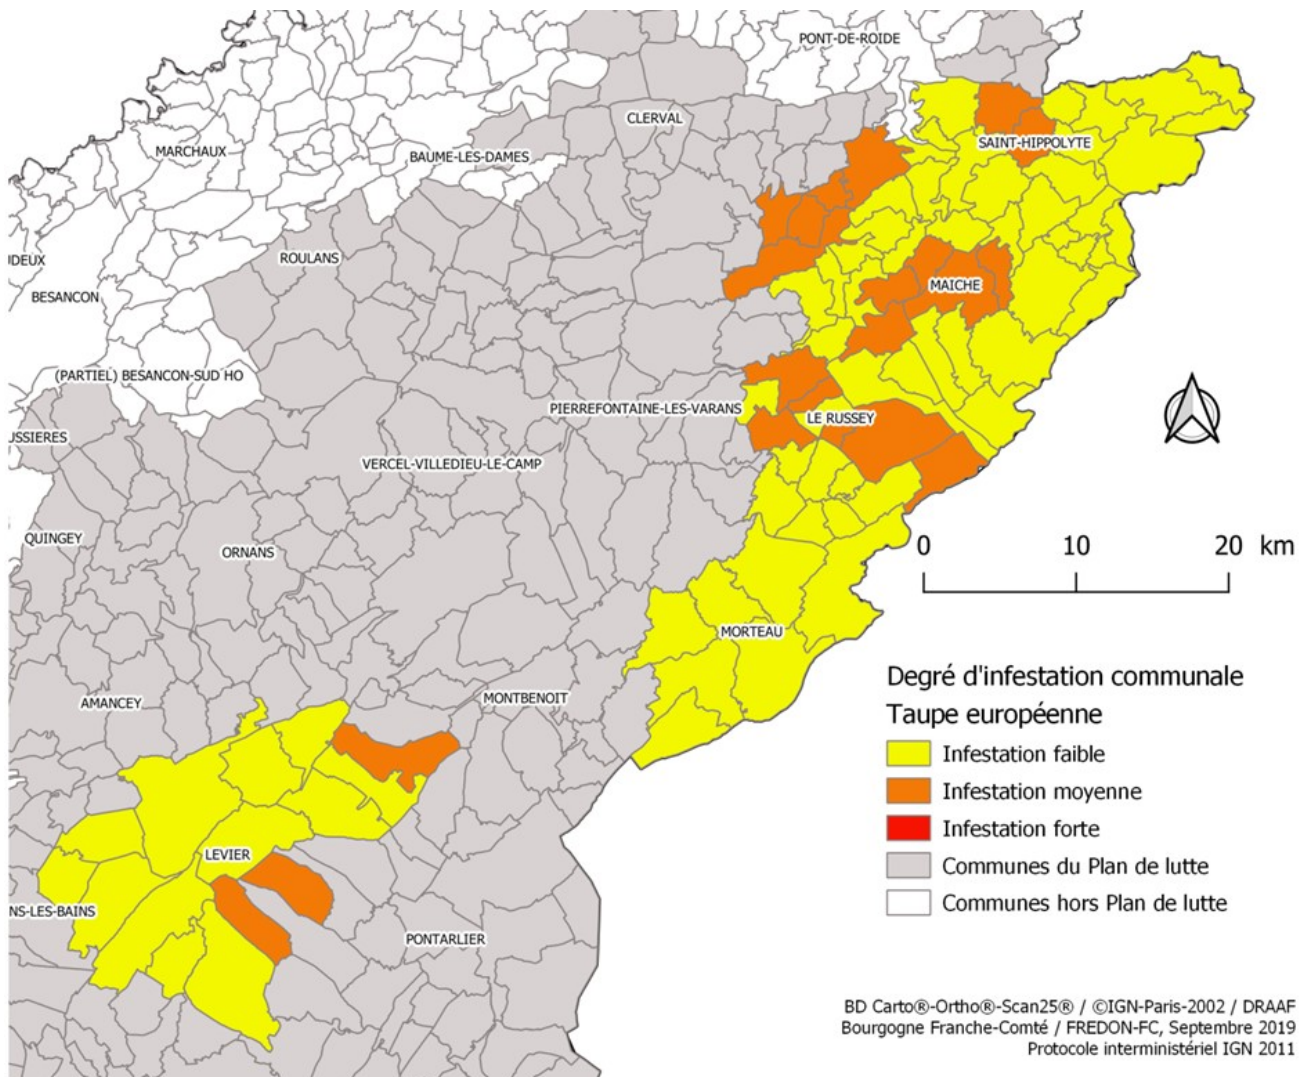 PONT-DE-ROIDE
CLERVAL
MARCHAUX
BAUME-LES-DAMES
SAINT-HIPPOLYTE
ROULANS
UDEUX
BESANCON
MAICHE
(PARTIEL) BESANCON-SUD HO
PIERREFONTAINE-LES-VARANS
LE RUSSEY
USSIERES
VERCEL-VILLEDIEU-LE-CAMP
QUINGEY
ORNANS
0 10 20 km
MORTEAU
AMANCEY
MONTBENOIT
LEVIER
NS-LES-BAINS
PONTARLIER
Degré d'infestation communale
Taupe européenne
Infestation faible
Infestation moyenne
Infestation forte
Communes du Plan de lutte
Communes hors Plan de lutte
BD Carto®-Ortho®-Scan25® / ©IGN-Paris-2002 / DRAAF
Bourgogne Franche-Comté / FREDON-FC, Septembre 2019
Protocole interministériel IGN 2011